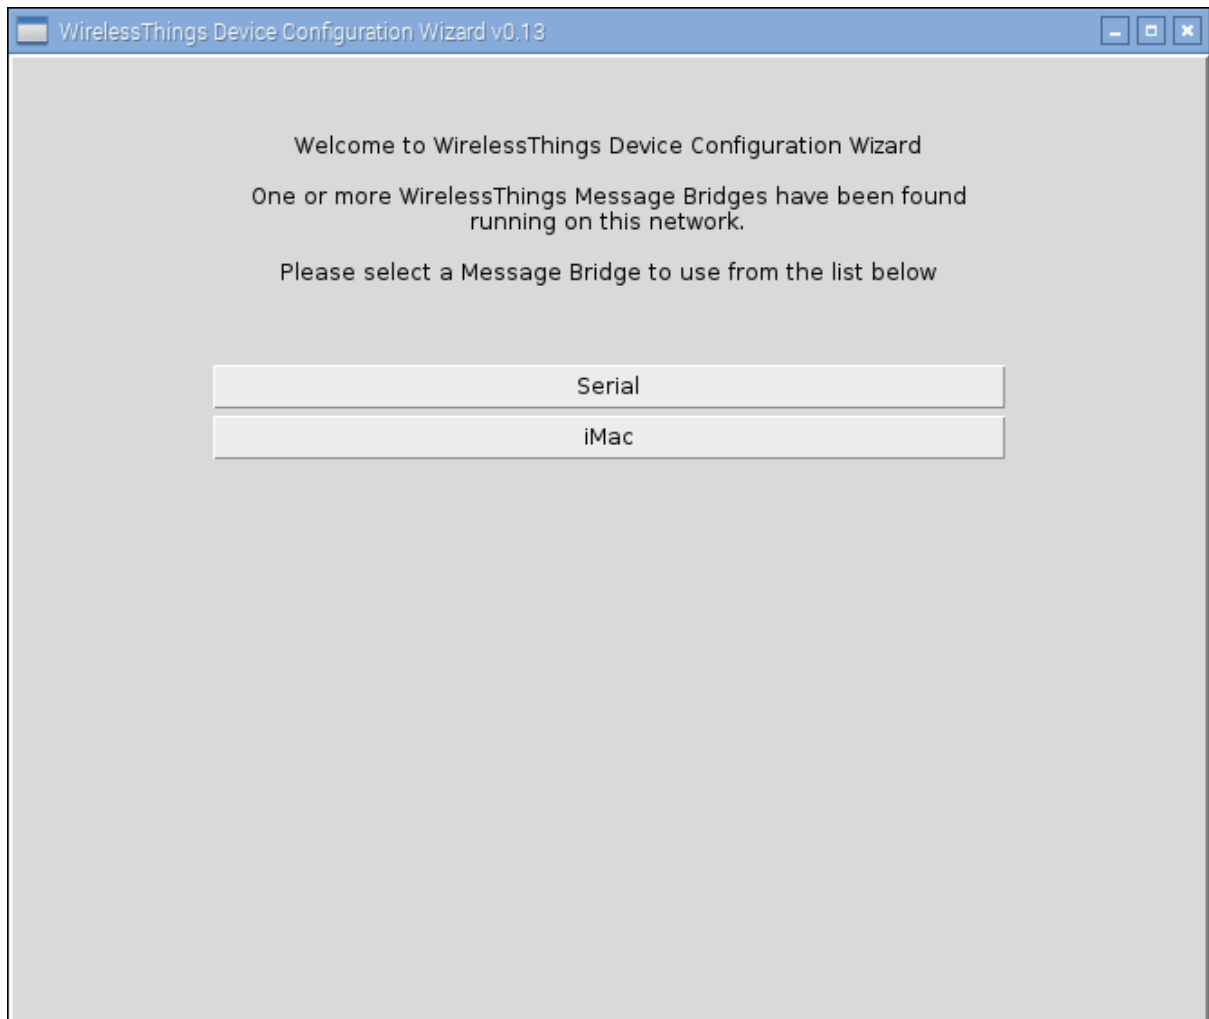 WirelessThings Device Configuration Wizard v0.13
Welcome to WirelessThings Device Configuration Wizard
One or more WirelessThings Message Bridges have been found
running on this network.
Please select a Message Bridge to use from the list below
Serial
iMac